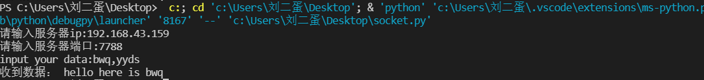 PS C:\Users\刘二蛋\Desktop>  c:; cd 'c:\Users\刘二蛋\Desktop'; & 'python' 'c:\Users\刘二蛋\.vscode\extensions\ms-python.p
b\python\debugpy\launcher' '8167' '--' 'c:\Users\刘二蛋\Desktop\socket.py'
请输入服务器ip:192.168.43.159
请输入服务器端口:7788
input your data:bwq,yyds
收到数据： hello here is bwq